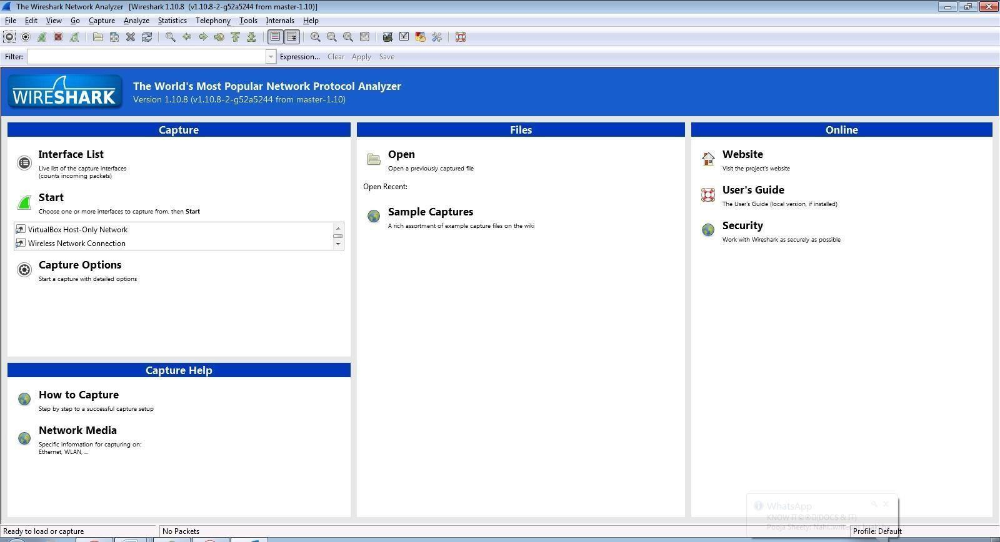 The Wireshark Network Analyzer [Wireshark 1.10.8 (v1.10.8-2-g52a5244 from master-1.10)]
File Edit View Go Capture Analyze Statistics Telephony Tools Internals Help
Filter: Expression... Clear Apply Save
WIRESHARK
The World's Most Popular Network Protocol Analyzer
Version 1.10.8 (v1.10.8-2-g52a5244 from master-1.10)
Capture
Interface List
Live list of the capture interfaces
(counts incoming packets)
Start
Choose one or more interfaces to capture from, then Start
VirtualBox Host-Only Network
Wireless Network Connection
Capture Options
Start a capture with detailed options
Capture Help
How to Capture
Step by step to a successful capture setup
Network Media
Specific information for capturing on:
Ethernet, WLAN, ...
Files
Open
Open a previously captured file
Open Recent:
Sample Captures
A rich assortment of example capture files on the wiki
Online
Website
Visit the project's website
User's Guide
The User's Guide (local version, if installed)
Security
Work with Wireshark as securely as possible
WhatsApp
KNOW IT©®(DOCS & IT)
Pooja Sheety: Nahi..
Ready to load or capture
No Packets
Profile: Default